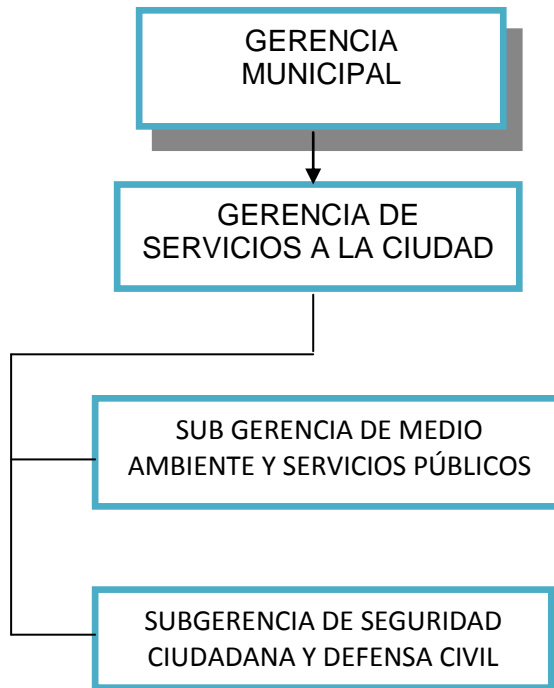 GERENCIA
MUNICIPAL
GERENCIA DE
SERVICIOS A LA CIUDAD
SUB GERENCIA DE MEDIO
AMBIENTE Y SERVICIOS PÚBLICOS
SUBGERENCIA DE SEGURIDAD
CIUDADANA Y DEFENSA CIVIL